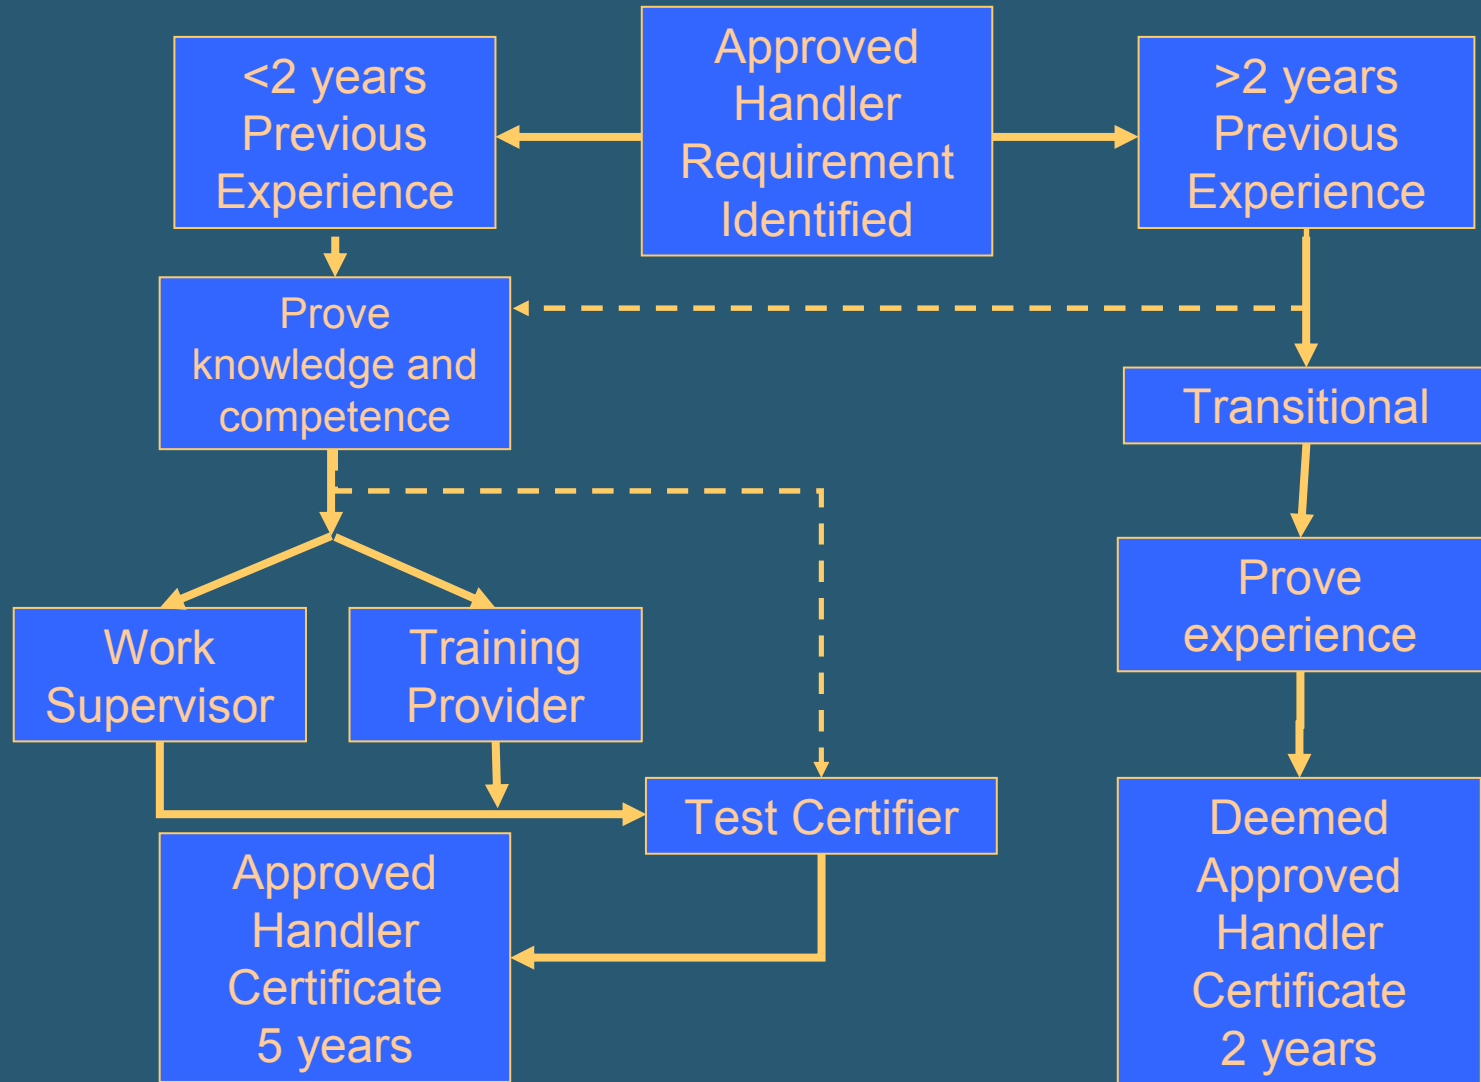 <2 years
Previous
Experience
Approved
Handler
Requirement
Identified
>2 years
Previous
Experience
Prove
knowledge and
competence
Transitional
Prove
experience
Work
Supervisor
Training
Provider
Test Certifier
Approved
Handler
Certificate
5 years
Deemed
Approved
Handler
Certificate
2 years